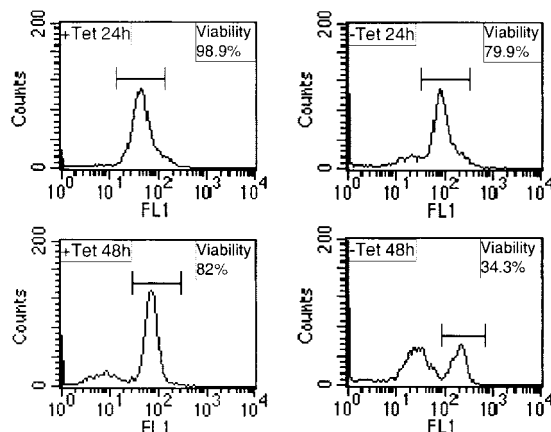 200
+Tet 24h
Viability
98.9%
Counts
0
10^0 10^1 10^2 10^3 10^4
FL1
200
-Tet 24h
Viability
79.9%
Counts
0
10^0 10^1 10^2 10^3 10^4
FL1
200
+Tet 48h
Viability
82%
Counts
0
10^0 10^1 10^2 10^3 10^4
FL1
200
-Tet 48h
Viability
34.3%
Counts
0
10^0 10^1 10^2 10^3 10^4
FL1